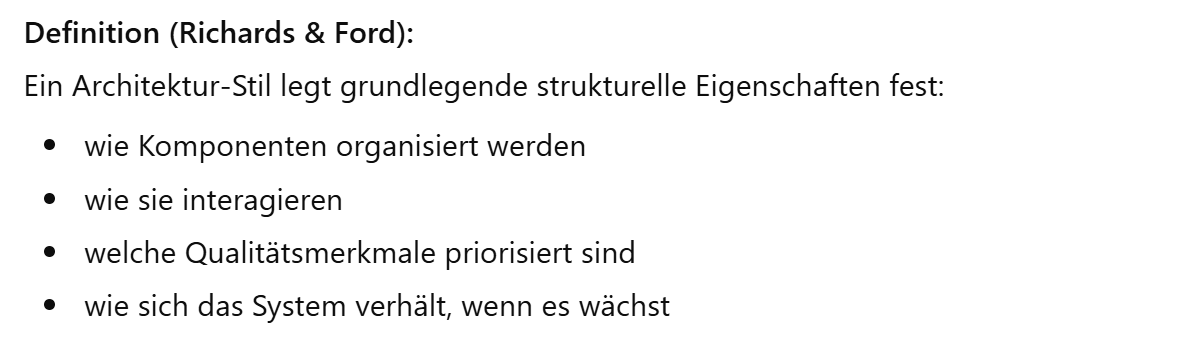 Definition (Richards & Ford):
Ein Architektur-Stil legt grundlegende strukturelle Eigenschaften fest:
• wie Komponenten organisiert werden
• wie sie interagieren
• welche Qualitätsmerkmale priorisiert sind
• wie sich das System verhält, wenn es wächst